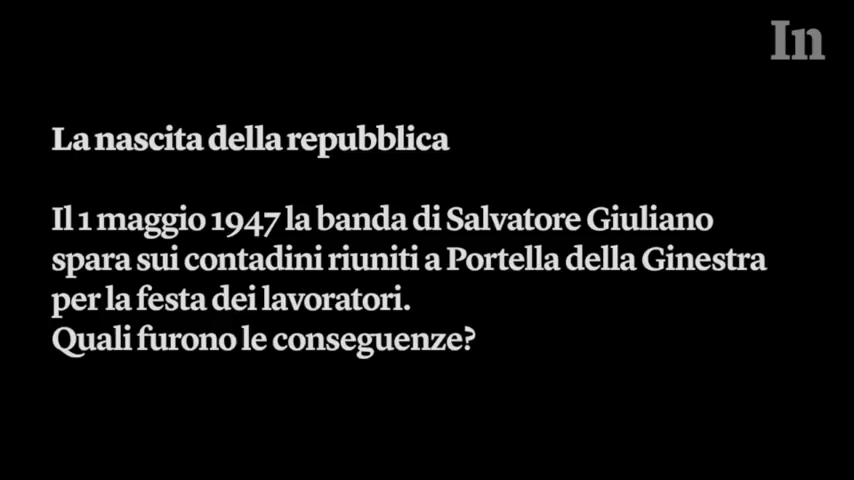 In
La nascita della repubblica
Il 1 maggio 1947 la banda di Salvatore Giuliano
spara sui contadini riuniti a Portella della Ginestra
per la festa dei lavoratori.
Quali furono le conseguenze?